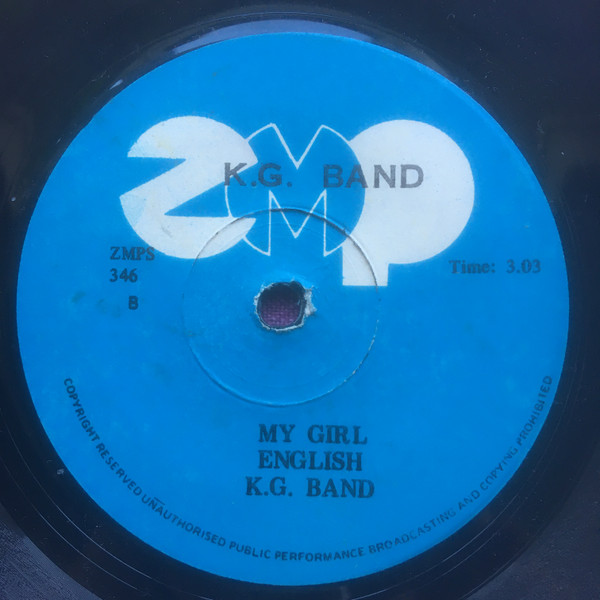 ZMP
K.G. BAND
ZMPS
346
B
Time: 3.03
MY GIRL
ENGLISH
K.G. BAND
COPYRIGHT RESERVED UNAUTHORISED PUBLIC PERFORMANCE BROADCASTING AND COPYING PROHIBITED